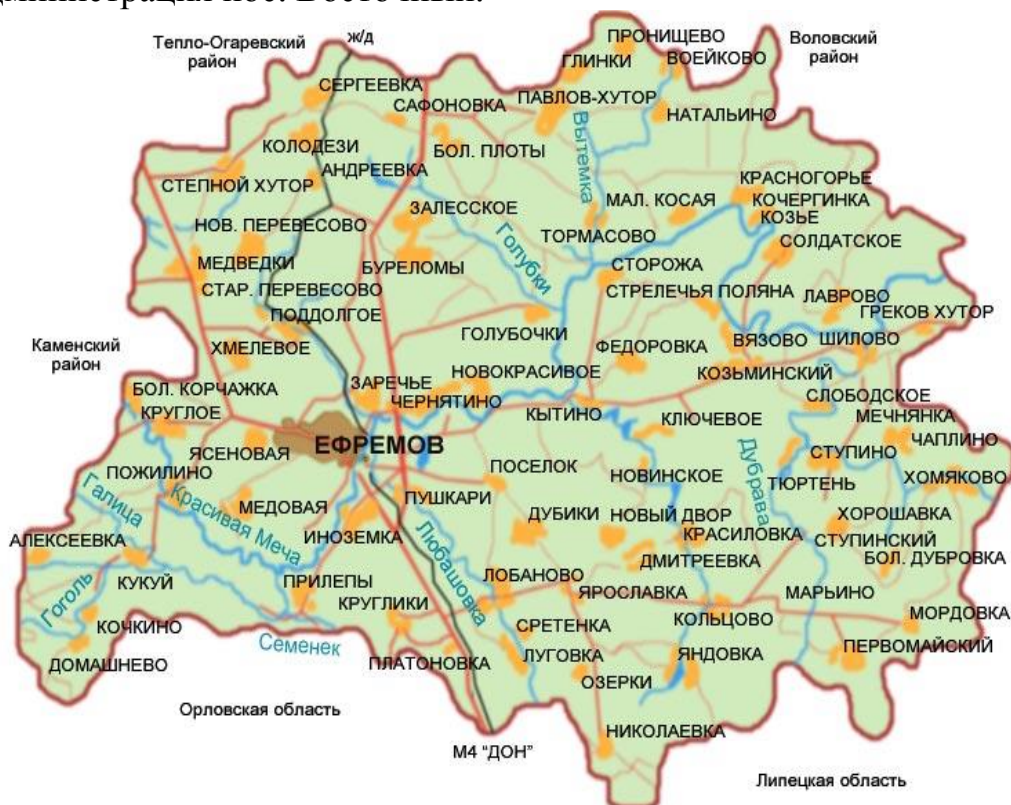 дминистрация пос. Восточный.
ПРОНИЩЕВО
Тепло-Огаревский
район
ж/д
Воловский
район
ГЛИНКИ
ВОЕЙКОВО
СЕРГЕЕВКА
САФОНОВКА
ПАВЛОВ-ХУТОР
НАТАЛЬИНО
Вытемка
КОЛОДЕЗИ
БОЛ. ПЛОТЫ
АНДРЕЕВКА
СТЕПНОЙ ХУТОР
КРАСНОГОРЬЕ
МАЛ. КОСАЯ
КОЧЕРГИНКА
ЗАЛЕССКОЕ
КОЗЬЕ
НОВ. ПЕРЕВЕСОВО
ТОРМАСОВО
СОЛДАТСКОЕ
Голубки
МЕДВЕДКИ
БУРЕЛОМЫ
СТОРОЖА
СТАР. ПЕРЕВЕСОВО
СТРЕЛЕЧЬЯ ПОЛЯНА
ЛАВРОВО
ПОДДОЛГОЕ
ГРЕКОВ ХУТОР
ГОЛУБОЧКИ
ВЯЗОВО
ШИЛОВО
Каменский
район
ХМЕЛЕВОЕ
ФЕДОРОВКА
НОВОКРАСИВОЕ
КОЗЬМИНСКИЙ
БОЛ. КОРЧАЖКА
ЗАРЕЧЬЕ
ЧЕРНЯТИНО
СЛОБОДСКОЕ
КРУГЛОЕ
КЫТИНО
КЛЮЧЕВОЕ
МЕЧНЯНКА
ЕФРЕМОВ
ЧАПЛИНО
ЯСЕНОВАЯ
СТУПИНО
ПОЖИЛИНО
ПОСЕЛОК
НОВИНСКОЕ
Дубрава
ТЮРТЕНЬ
ХОМЯКОВО
Галица
Красивая Меча
МЕДОВАЯ
ПУШКАРИ
ДУБИКИ
НОВЫЙ ДВОР
ХОРОШАВКА
АЛЕКСЕЕВКА
ИНОЗЕМКА
Любашовка
КРАСИЛОВКА
СТУПИНСКИЙ
ДМИТРЕЕВКА
БОЛ. ДУБРОВКА
Гоголь
КУКУЙ
ПРИЛЕПЫ
ЛОБАНОВО
ЯРОСЛАВКА
МАРЬИНО
КРУГЛИКИ
КОЛЬЦОВО
МОРДОВКА
КОЧКИНО
СРЕТЕНКА
Семенек
ПЕРВОМАЙСКИЙ
ДОМАШНЕВО
ПЛАТОНОВКА
ЛУГОВКА
ЯНДОВКА
ОЗЕРКИ
Орловская область
НИКОЛАЕВКА
М4 "ДОН"
Липецкая область